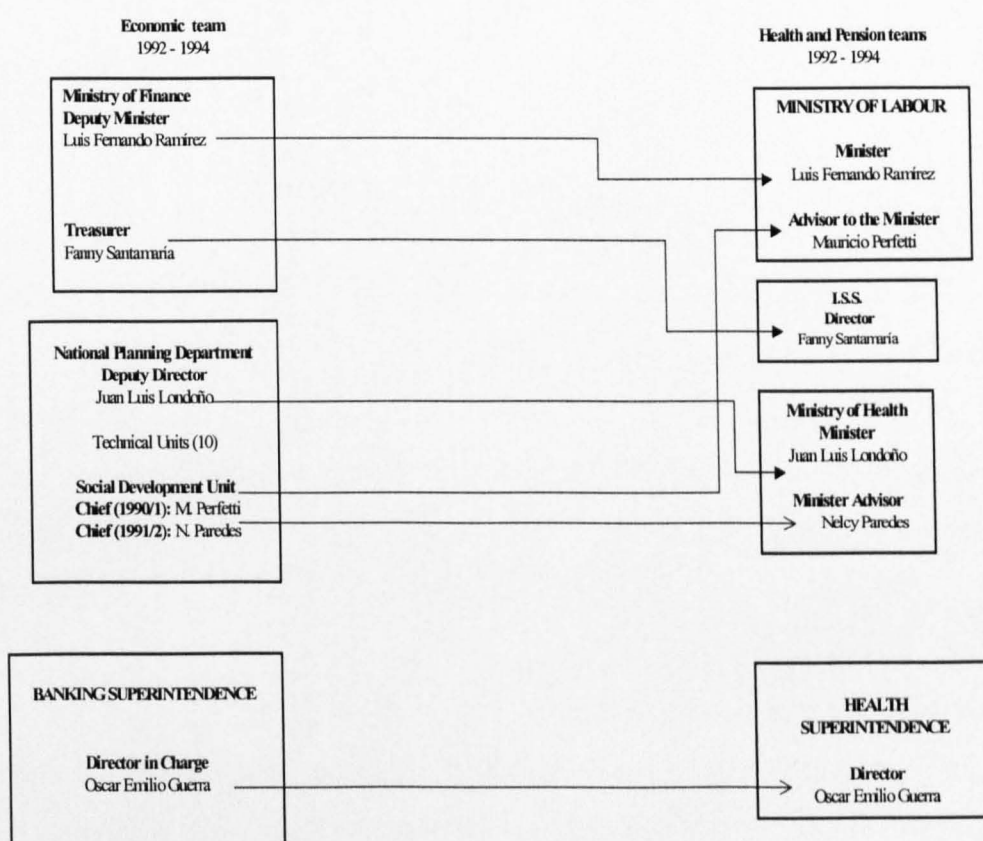 Economic team
1992 - 1994
Ministry of Finance
Deputy Minister
Luis Fernando Ramírez
Treasurer
Fanny Santamaría
National Planning Department
Deputy Director
Juan Luis Londoño
Technical Units (10)
Social Development Unit
Chief (1990/1): M. Perfetti
Chief (1991/2): N. Paredes
BANKING SUPERINTENDENCE
Director in Charge
Oscar Emilio Guerra
Health and Pension teams
1992 - 1994
MINISTRY OF LABOUR
Minister
Luis Fernando Ramírez
Advisor to the Minister
Mauricio Perfetti
I.S.S.
Director
Fanny Santamaría
Ministry of Health
Minister
Juan Luis Londoño
Minister Advisor
Nelcy Paredes
HEALTH
SUPERINTENDENCE
Director
Oscar Emilio Guerra